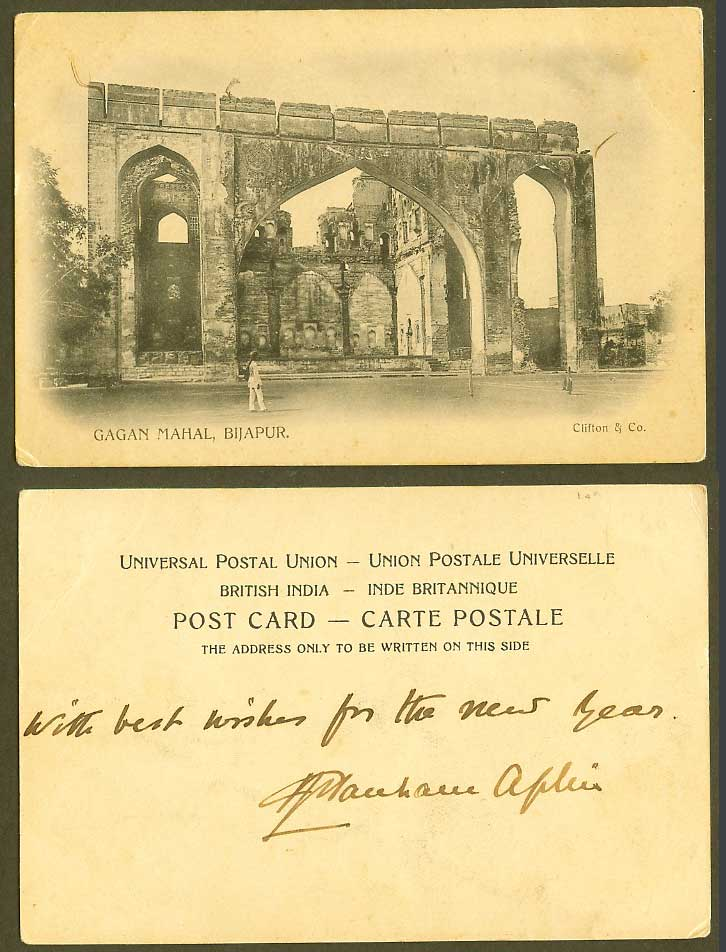 GAGAN MAHAL, BIJAPUR.
Clifton & Co.
UNIVERSAL POSTAL UNION — UNION POSTALE UNIVERSELLE
BRITISH INDIA — INDE BRITANNIQUE
POST CARD — CARTE POSTALE
THE ADDRESS ONLY TO BE WRITTEN ON THIS SIDE
With best wishes for the new year.
Aplin